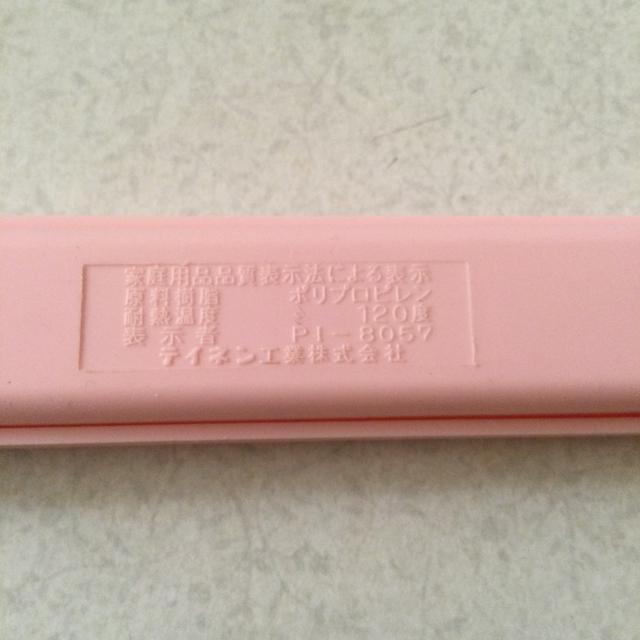 家庭用品品質表示法による表示
原料樹脂 ポリプロピレン
耐熱温度 120度
表示者 PI-8057
テイネン工業株式会社